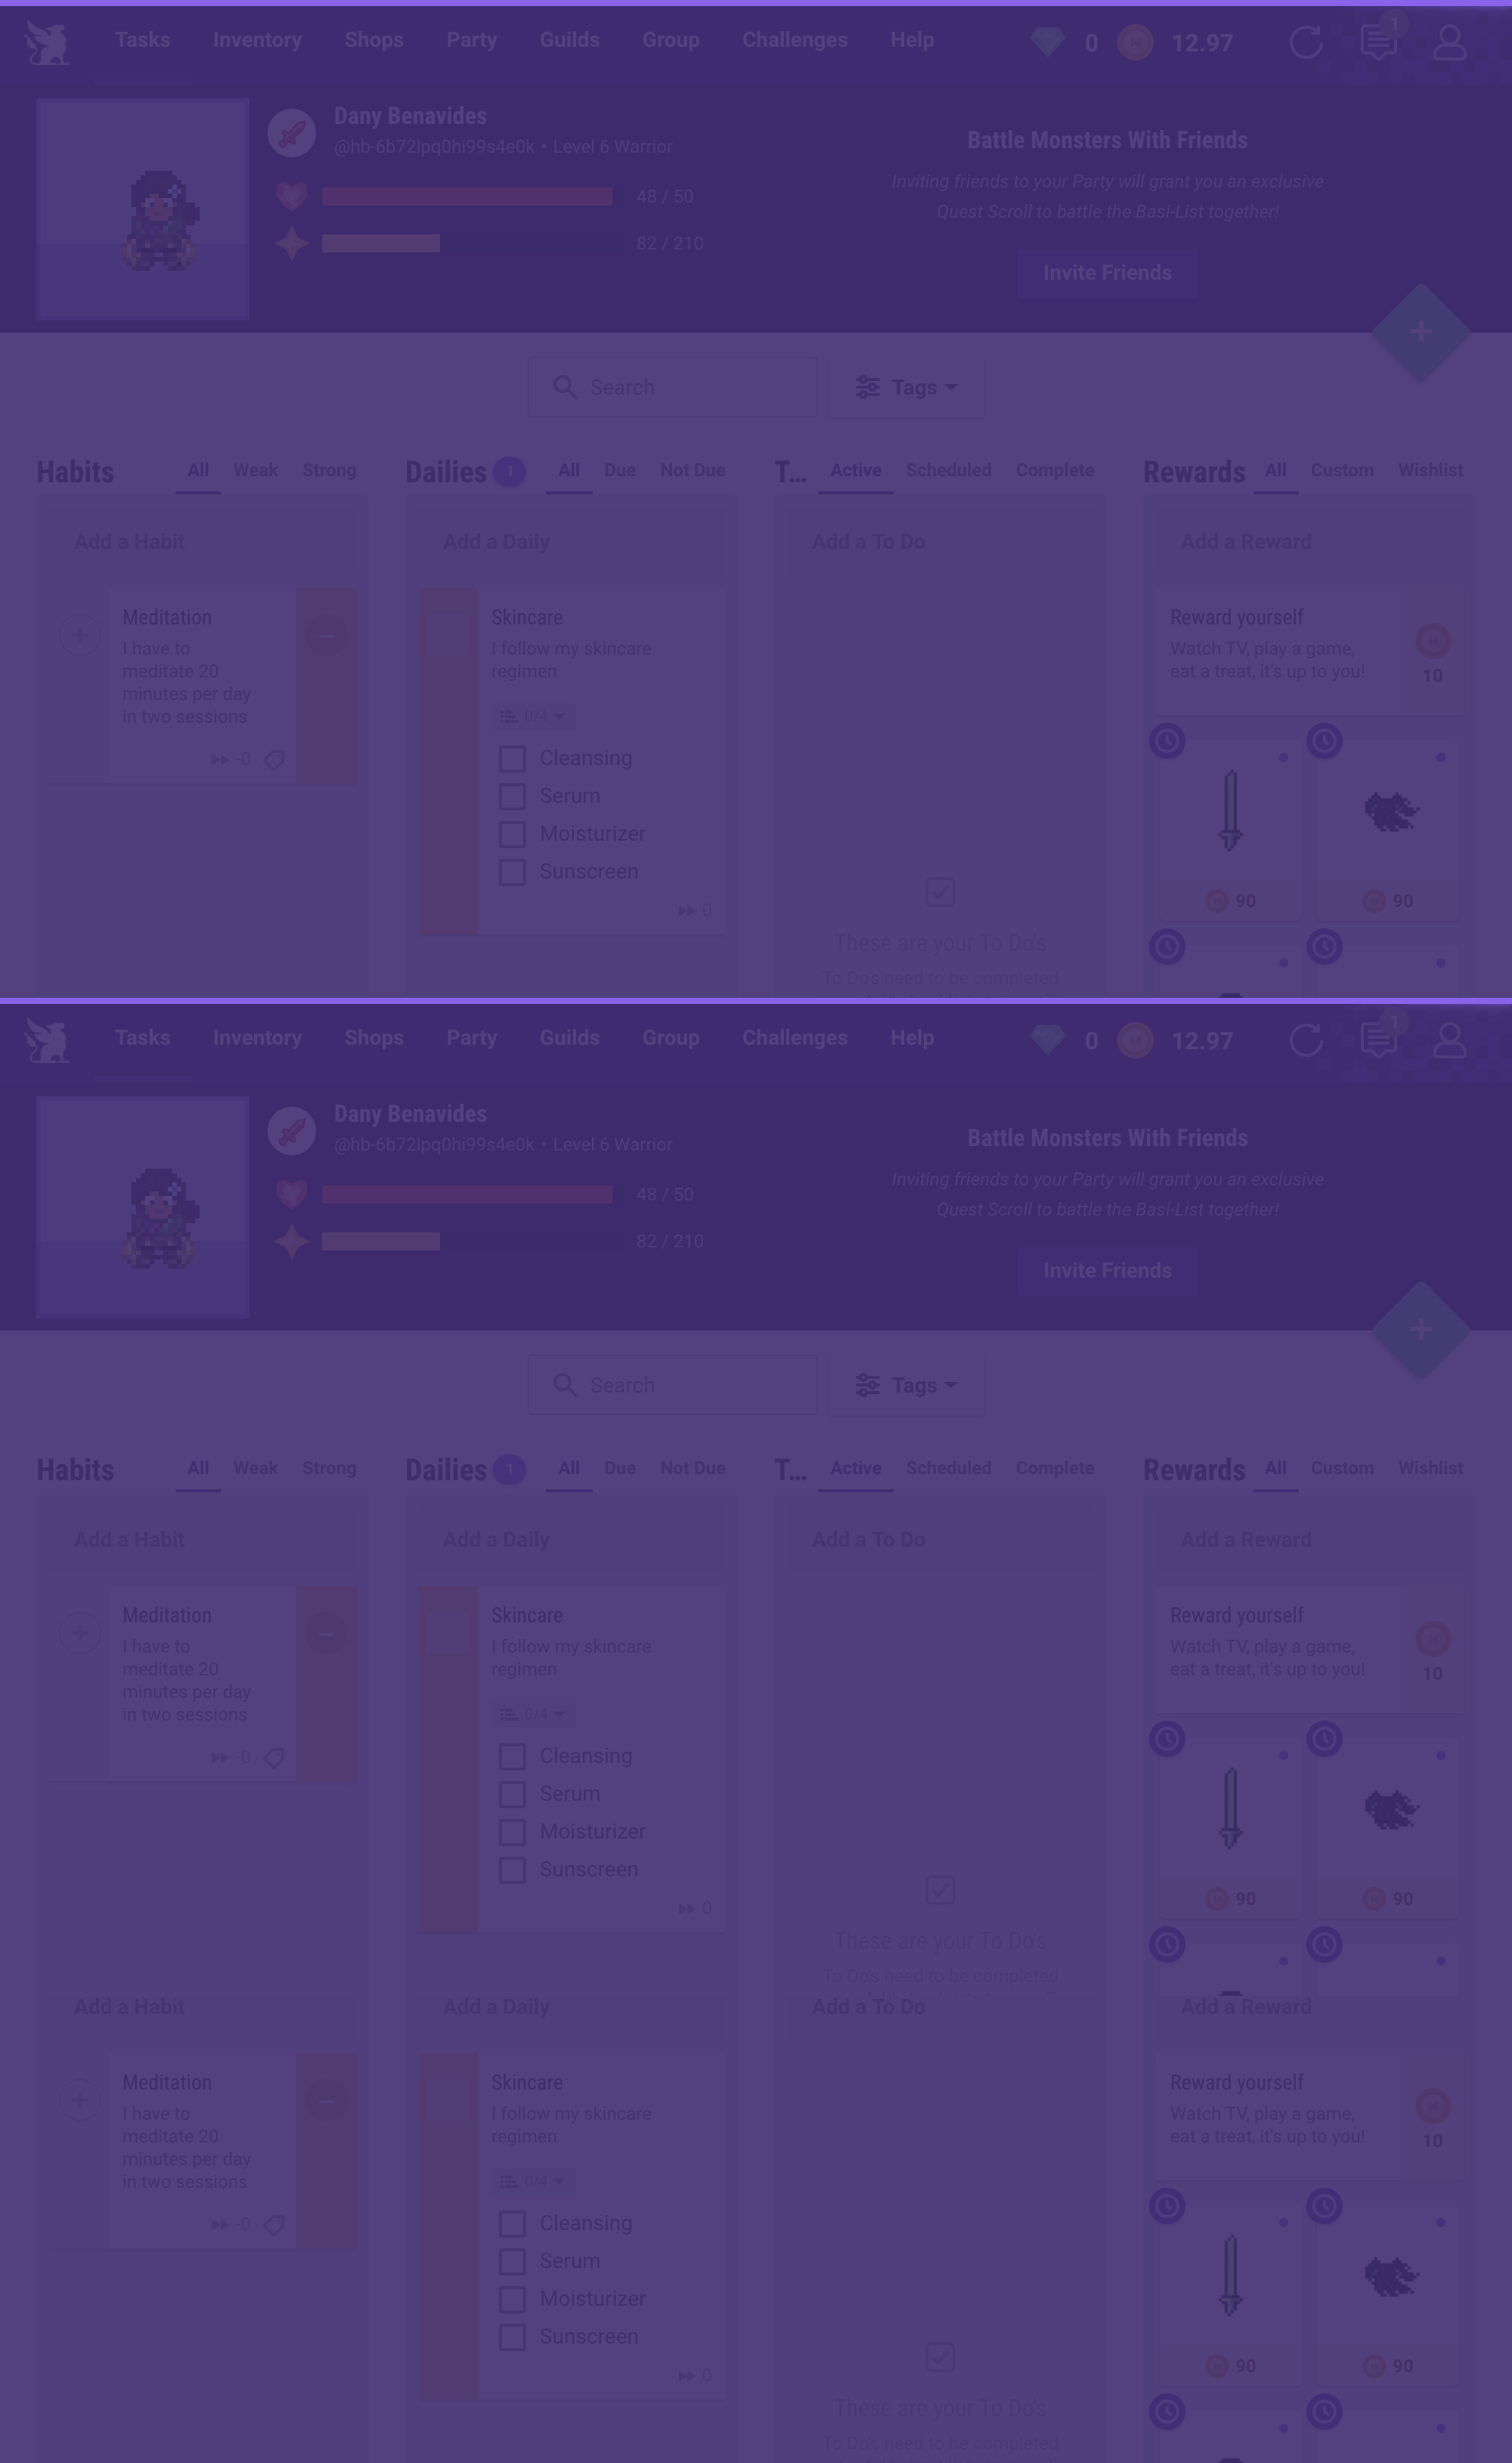 Tasks Inventory Shops Party Guilds Group Challenges Help 0 12.97 1
Dany Benavides
@hb-6b72lpq0hi99s4e0k • Level 6 Warrior
48 / 50
82 / 210
Battle Monsters With Friends
Inviting friends to your Party will grant you an exclusive
Quest Scroll to battle the Basi-List together!
Invite Friends
+
Search Tags
Habits All Weak Strong
Add a Habit
Meditation
I have to
meditate 20
minutes per day
in two sessions
-0
Dailies 1 All Due Not Due
Add a Daily
Skincare
I follow my skincare
regimen
0/4
Cleansing
Serum
Moisturizer
Sunscreen
0
T... Active Scheduled Complete
Add a To Do
These are your To Do's
To Do's need to be completed
Rewards All Custom Wishlist
Add a Reward
Reward yourself
Watch TV, play a game,
eat a treat, it's up to you!
10
90 90
Tasks Inventory Shops Party Guilds Group Challenges Help 0 12.97 1
Dany Benavides
@hb-6b72lpq0hi99s4e0k • Level 6 Warrior
48 / 50
82 / 210
Battle Monsters With Friends
Inviting friends to your Party will grant you an exclusive
Quest Scroll to battle the Basi-List together!
Invite Friends
+
Search Tags
Habits All Weak Strong
Add a Habit
Meditation
I have to
meditate 20
minutes per day
in two sessions
-0
Dailies 1 All Due Not Due
Add a Daily
Skincare
I follow my skincare
regimen
0/4
Cleansing
Serum
Moisturizer
Sunscreen
0
T... Active Scheduled Complete
Add a To Do
These are your To Do's
To Do's need to be completed
Rewards All Custom Wishlist
Add a Reward
Reward yourself
Watch TV, play a game,
eat a treat, it's up to you!
10
90 90
Add a Habit
Meditation
I have to
meditate 20
minutes per day
in two sessions
-0
Add a Daily
Skincare
I follow my skincare
regimen
0/4
Cleansing
Serum
Moisturizer
Sunscreen
0
Add a To Do
These are your To Do's
To Do's need to be completed
Add a Reward
Reward yourself
Watch TV, play a game,
eat a treat, it's up to you!
10
90 90